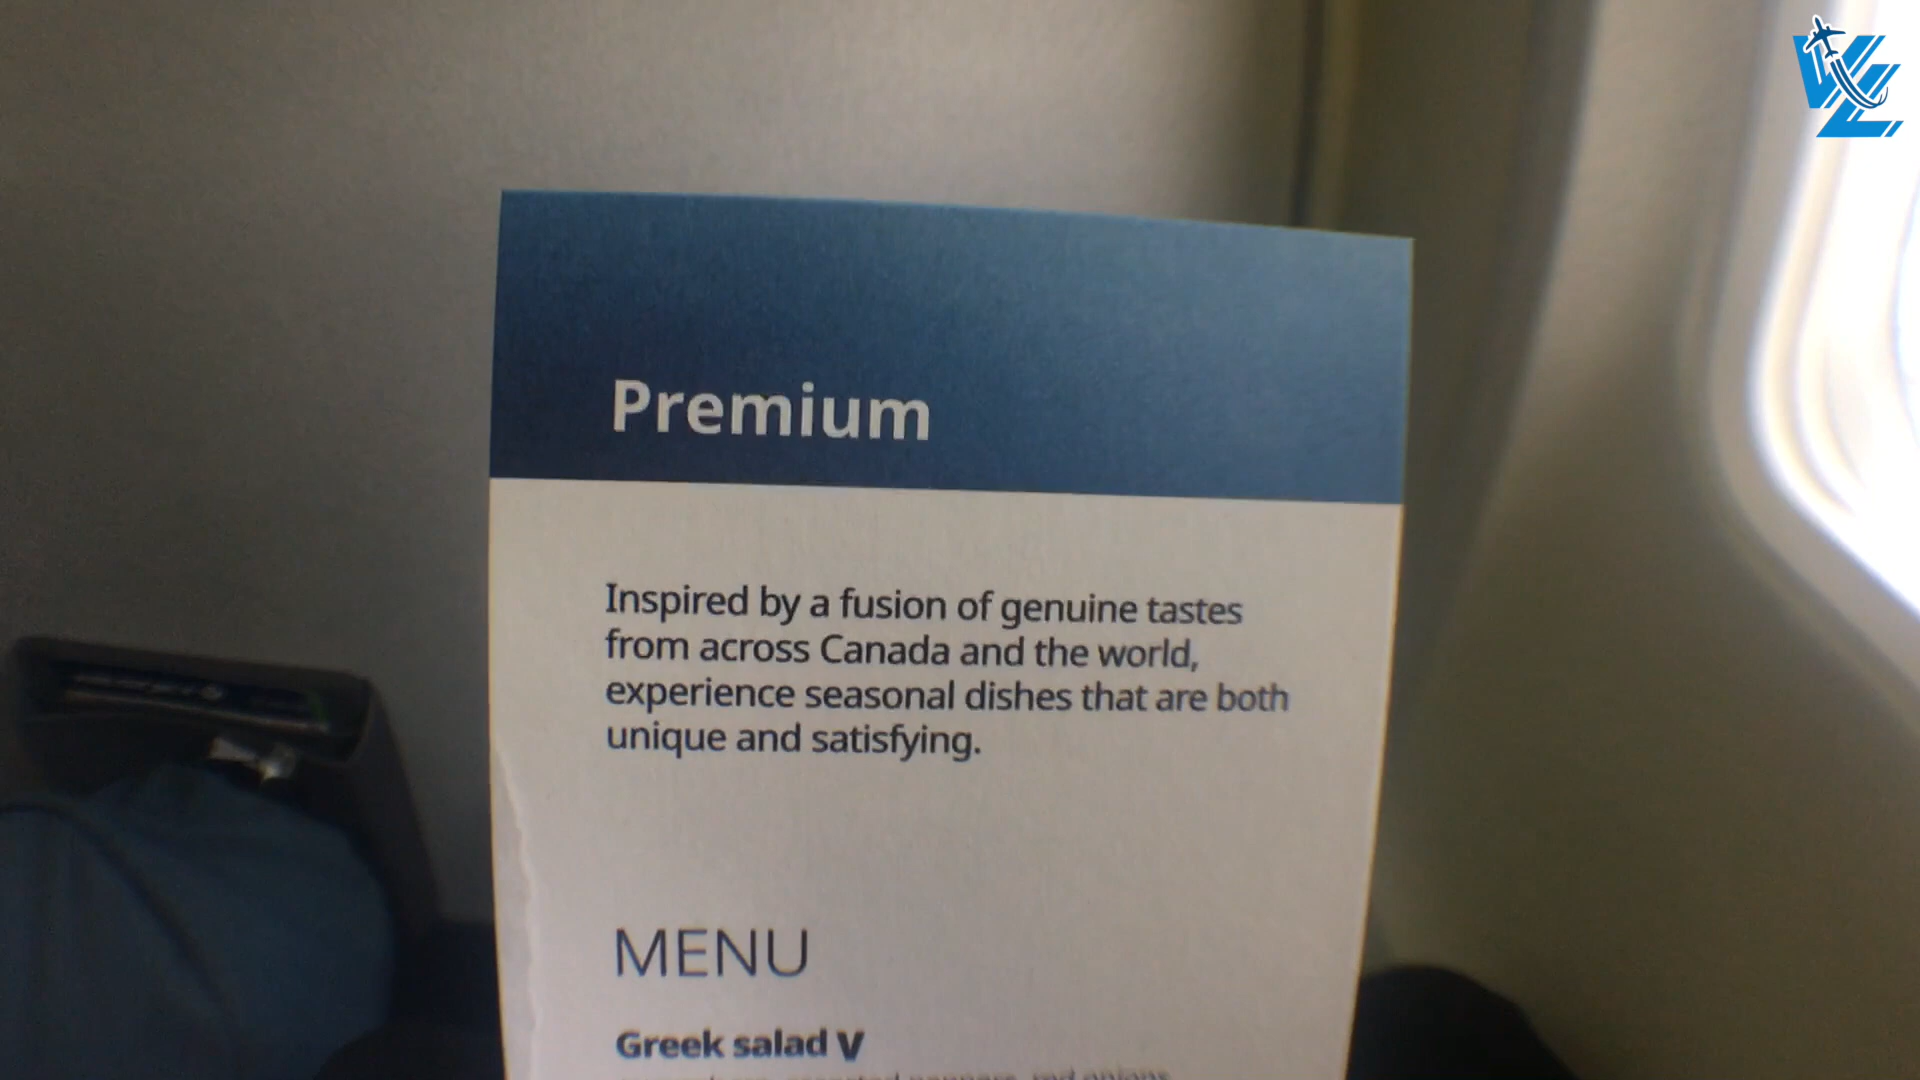 Premium
Inspired by a fusion of genuine tastes
from across Canada and the world,
experience seasonal dishes that are both
unique and satisfying.
MENU
Greek salad V